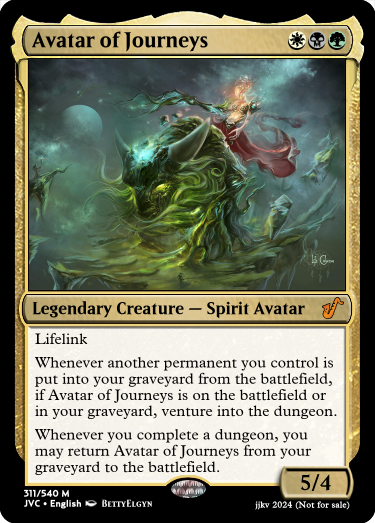 Avatar of Journeys
Legendary Creature — Spirit Avatar
Lifelink
Whenever another permanent you control is
put into your graveyard from the battlefield,
if Avatar of Journeys is on the battlefield or
in your graveyard, venture into the dungeon.
Whenever you complete a dungeon, you
may return Avatar of Journeys from your
graveyard to the battlefield.
5/4
311/540 M
JVC • English BettyElgyn
jjkv 2024 (Not for sale)